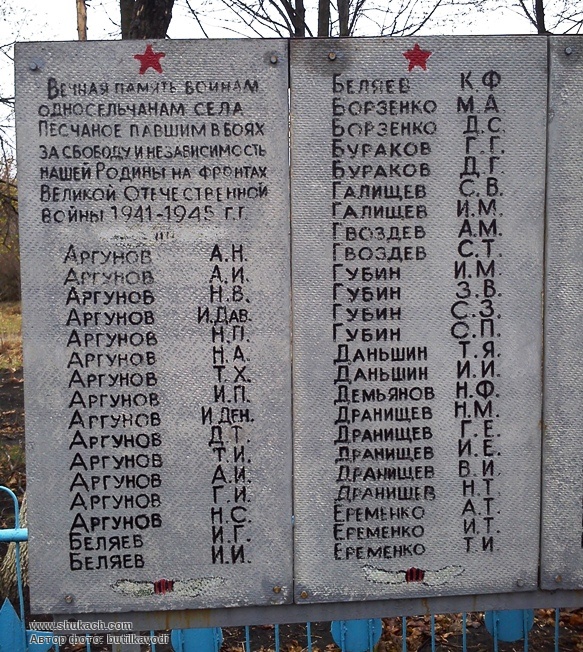 Вечная память воинам
односельчанам села
Песчаное павшим в боях
за свободу и независимость
нашей Родины на фронтах
Великой Отечественной
войны 1941-1945 г.г.
Аргунов А.Н.
Аргунов А.И.
Аргунов Н.В.
Аргунов И.Дав.
Аргунов Н.П.
Аргунов Н.А.
Аргунов Т.Х.
Аргунов И.П.
Аргунов И.Ден.
Аргунов Д.Т.
Аргунов Т.И.
Аргунов А.И.
Аргунов Г.И.
Аргунов Н.С.
Беляев И.Г.
Беляев И.И.
Беляев К.Ф
Борзенко М.А.
Борзенко Д.С.
Бураков Г.Г.
Бураков Д.Г.
Галищев С.В.
Галищев И.М.
Гвоздев А.М.
Гвоздев С.Т.
Губин И.М
Губин З.В.
Губин С.З.
Губин С.П.
Даньшин Т.Я.
Даньшин И.И.
Демьянов Н.Ф.
Дранищев Н.М.
Дранищев Г.Е.
Дранищев И.Е.
Дранищев В.И
Дранищев Н.Т
Еременко А.Т.
Еременко И.Т.
Еременко Т.И
www.shukach.com
Автор фото: butilkavodi